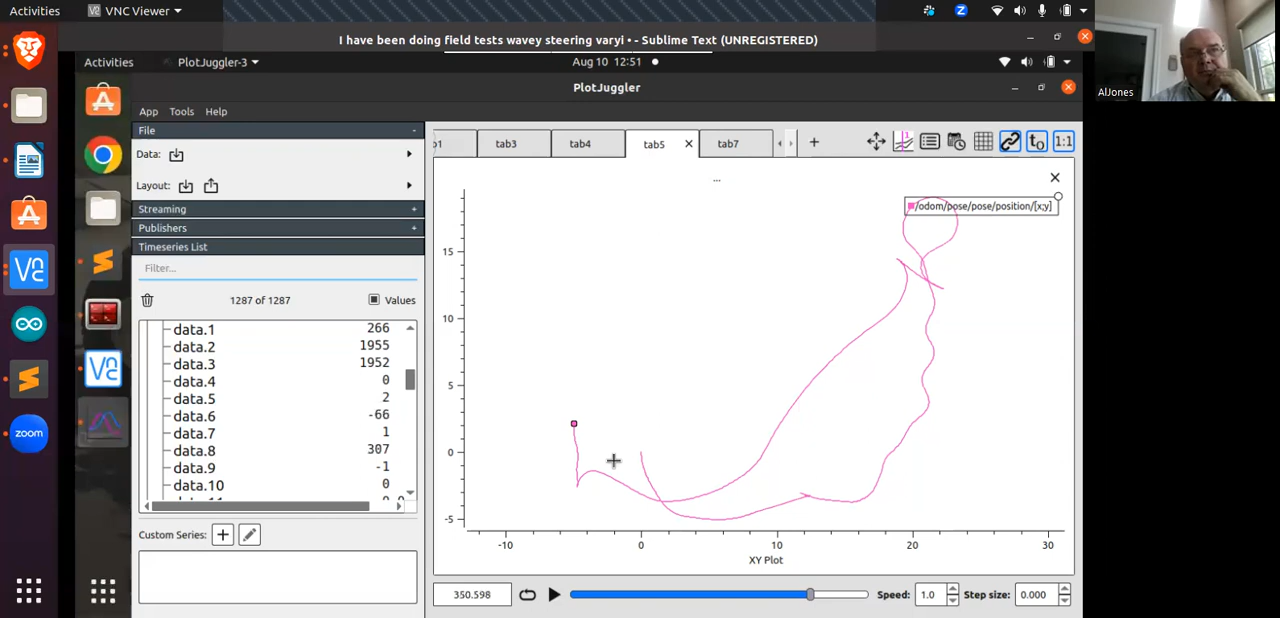 Activities
VNC Viewer
I have been doing field tests wavey steering varyi • - Sublime Text (UNREGISTERED)
AlJones
Activities
PlotJuggler-3
Aug 10 12:51
PlotJuggler
App Tools Help
File
Data:
Layout:
Streaming
Publishers
Timeseries List
Filter...
1287 of 1287
Values
data.1 266
data.2 1955
data.3 1952
data.4 0
data.5 2
data.6 -66
data.7 1
data.8 307
data.9 -1
data.10 0
Custom Series:
tab3
tab4
tab5
tab7
1:1
...
/odom/pose/pose/position/[x;y]
15
10
5
0
-5
-10
0
10
20
30
XY Plot
350.598
Speed: 1.0
Step size: 0.000
zoom